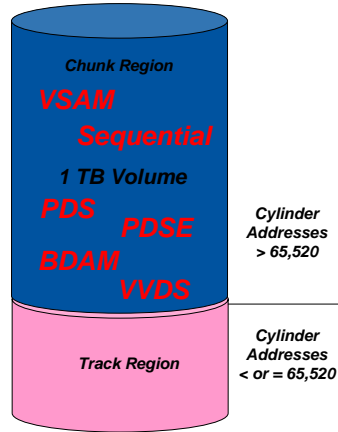 Chunk Region
VSAM
Sequential
1 TB Volume
PDS
PDSE
BDAM
VVDS
Cylinder
Addresses
> 65,520
Track Region
Cylinder
Addresses
< or = 65,520